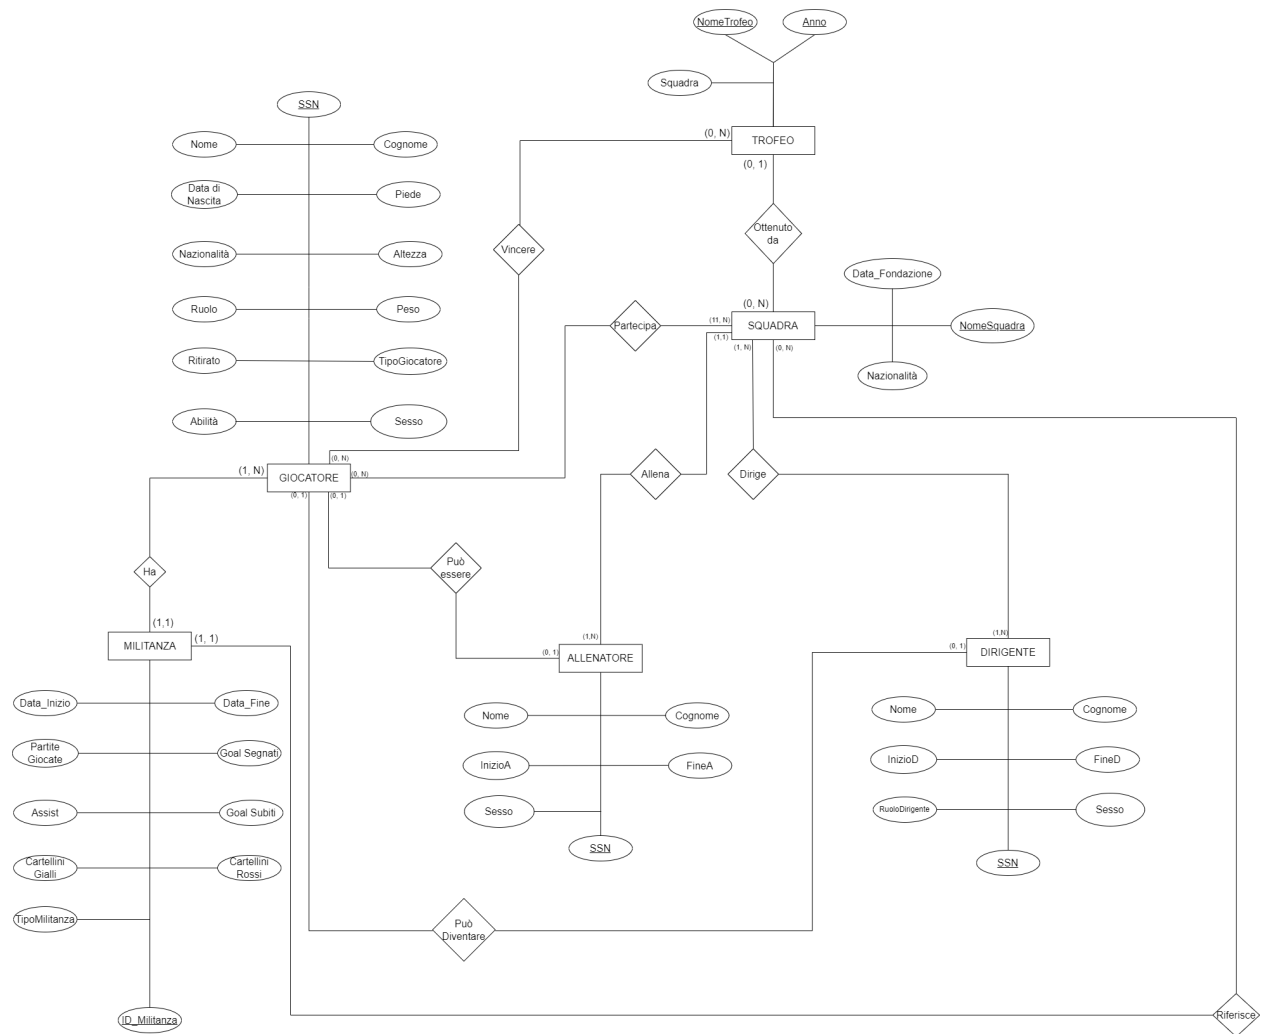 NomeTrofeo
Anno
Squadra
SSN
(0, N)
TROFEO
Nome
Cognome
(0, 1)
Data di
Nascita
Piede
Ottenuto
da
Vincere
Nazionalità
Altezza
Data_Fondazione
(0, N)
Ruolo
Peso
Partecipa
(11, N)
SQUADRA
NomeSquadra
(1,1)
(1, N)
(0, N)
Ritirato
TipoGiocatore
Nazionalità
Abilità
Sesso
(0, N)
(1, N)
GIOCATORE
(0, N)
Allena
Dirige
(0, 1)
(0, 1)
Ha
Può
essere
(1,1)
MILITANZA
(1, 1)
(1,N)
(0, 1)
ALLENATORE
(1,N)
(0, 1)
DIRIGENTE
Data_Inizio
Data_Fine
Nome
Cognome
Nome
Cognome
Partite
Giocate
Goal Segnati
InizioA
FineA
InizioD
FineD
Assist
Goal Subiti
Sesso
RuoloDirigente
Sesso
SSN
SSN
Cartellini
Gialli
Cartellini
Rossi
TipoMilitanza
Può
Diventare
ID_Militanza
Riferisce